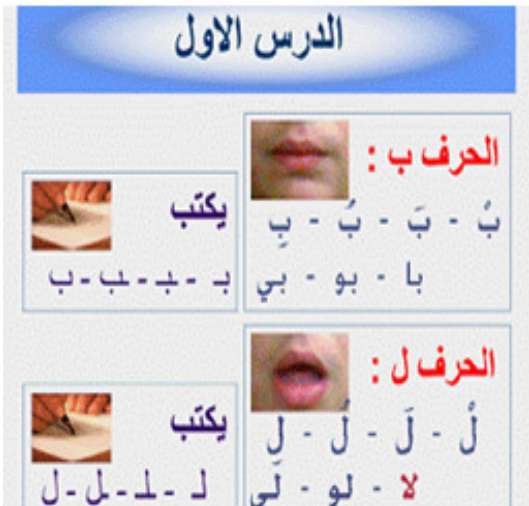 الدرس الاول
الحرف ب :
بْ - بَ - بُ - بِ
با - بو - بي
يكتب
بـ - ـبـ - ـب - ب
الحرف ل :
لْ - لَ - لُ - لِ
لا - لو - لي
يكتب
لـ - ـلـ - ـل - ل